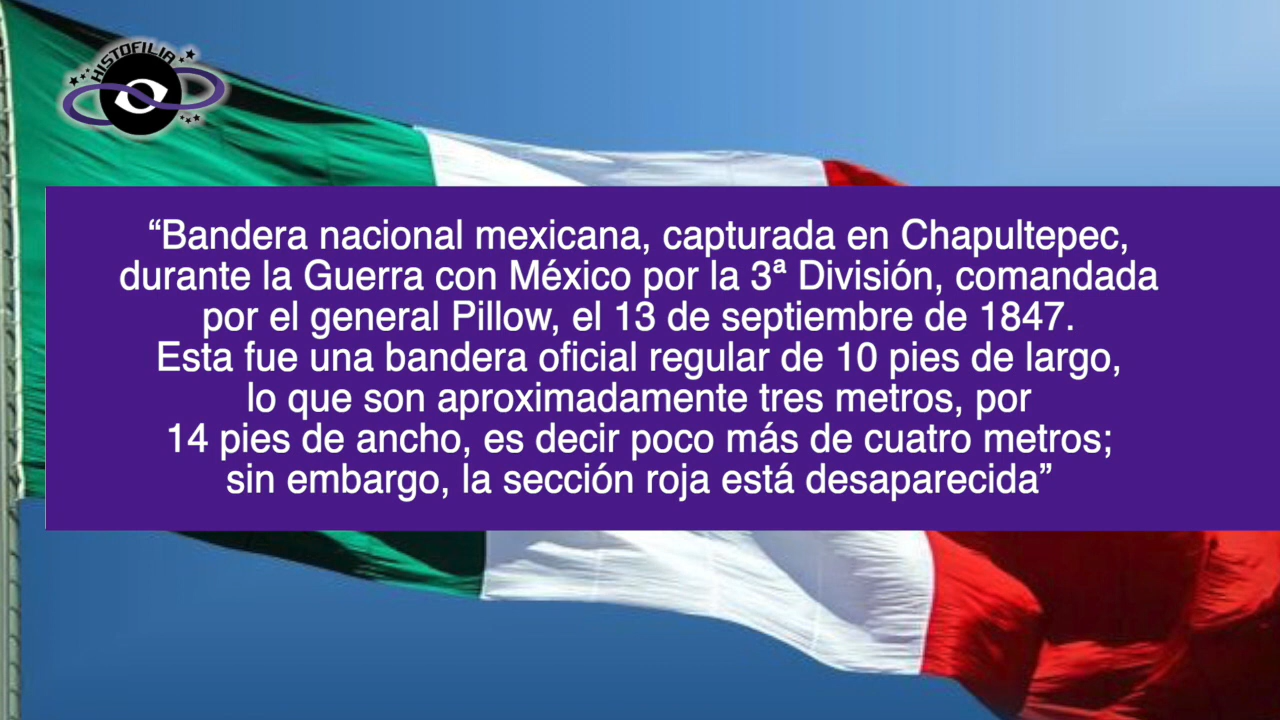 HISTOFILIA
“Bandera nacional mexicana, capturada en Chapultepec,
durante la Guerra con México por la 3ª División, comandada
por el general Pillow, el 13 de septiembre de 1847.
Esta fue una bandera oficial regular de 10 pies de largo,
lo que son aproximadamente tres metros, por
14 pies de ancho, es decir poco más de cuatro metros;
sin embargo, la sección roja está desaparecida”